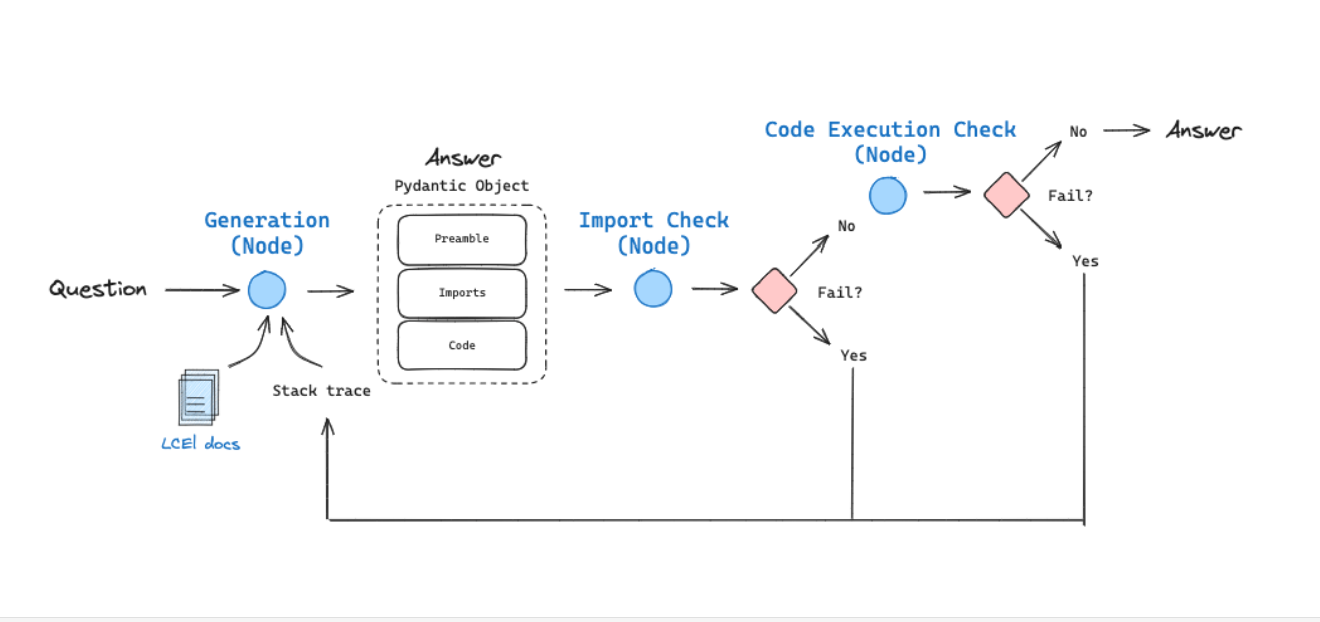 Code Execution Check
(Node)
No
Answer
Answer
Pydantic Object
Generation
(Node)
Preamble
Import Check
(Node)
Fail?
No
Yes
Question
Imports
Fail?
Code
Yes
Stack trace
LCEl docs